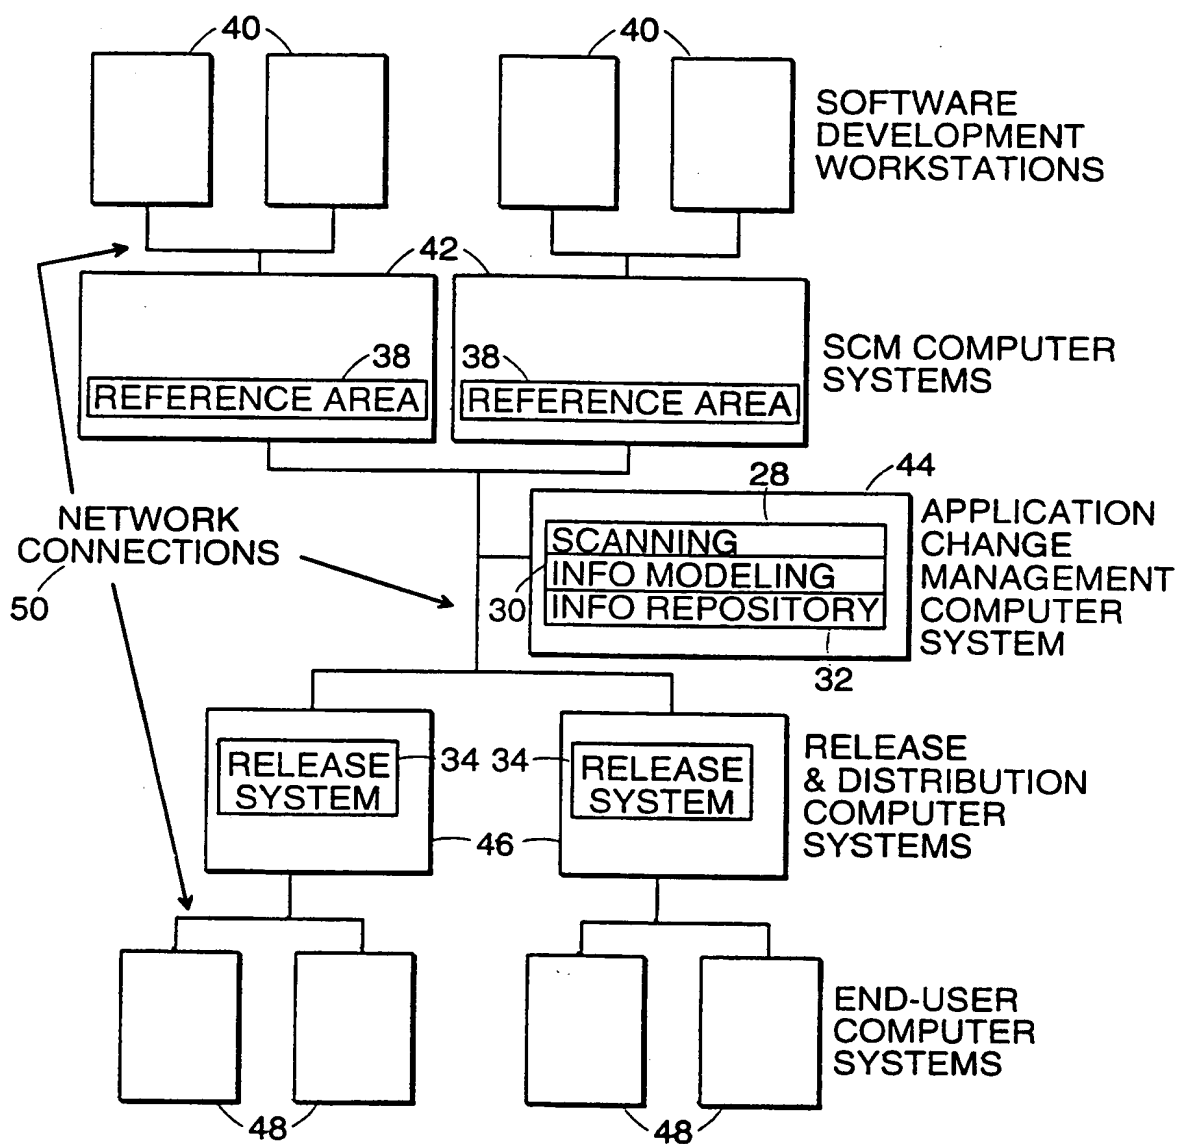 40
40
SOFTWARE
DEVELOPMENT
WORKSTATIONS
42
38
38
REFERENCE AREA
REFERENCE AREA
SCM COMPUTER
SYSTEMS
NETWORK
CONNECTIONS
50
28
44
SCANNING
INFO MODELING
INFO REPOSITORY
30
32
APPLICATION
CHANGE
MANAGEMENT
COMPUTER
SYSTEM
RELEASE
SYSTEM
34
34
RELEASE
SYSTEM
46
RELEASE
& DISTRIBUTION
COMPUTER
SYSTEMS
END-USER
COMPUTER
SYSTEMS
48
48